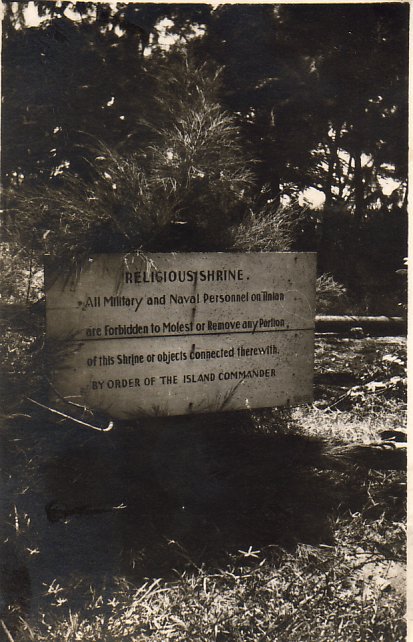 RELIGIOUS SHRINE.
All Military and Naval Personnel on Tinian
are Forbidden to Molest or Remove any Portion,
of this Shrine or objects connected therewith.
BY ORDER OF THE ISLAND COMMANDER